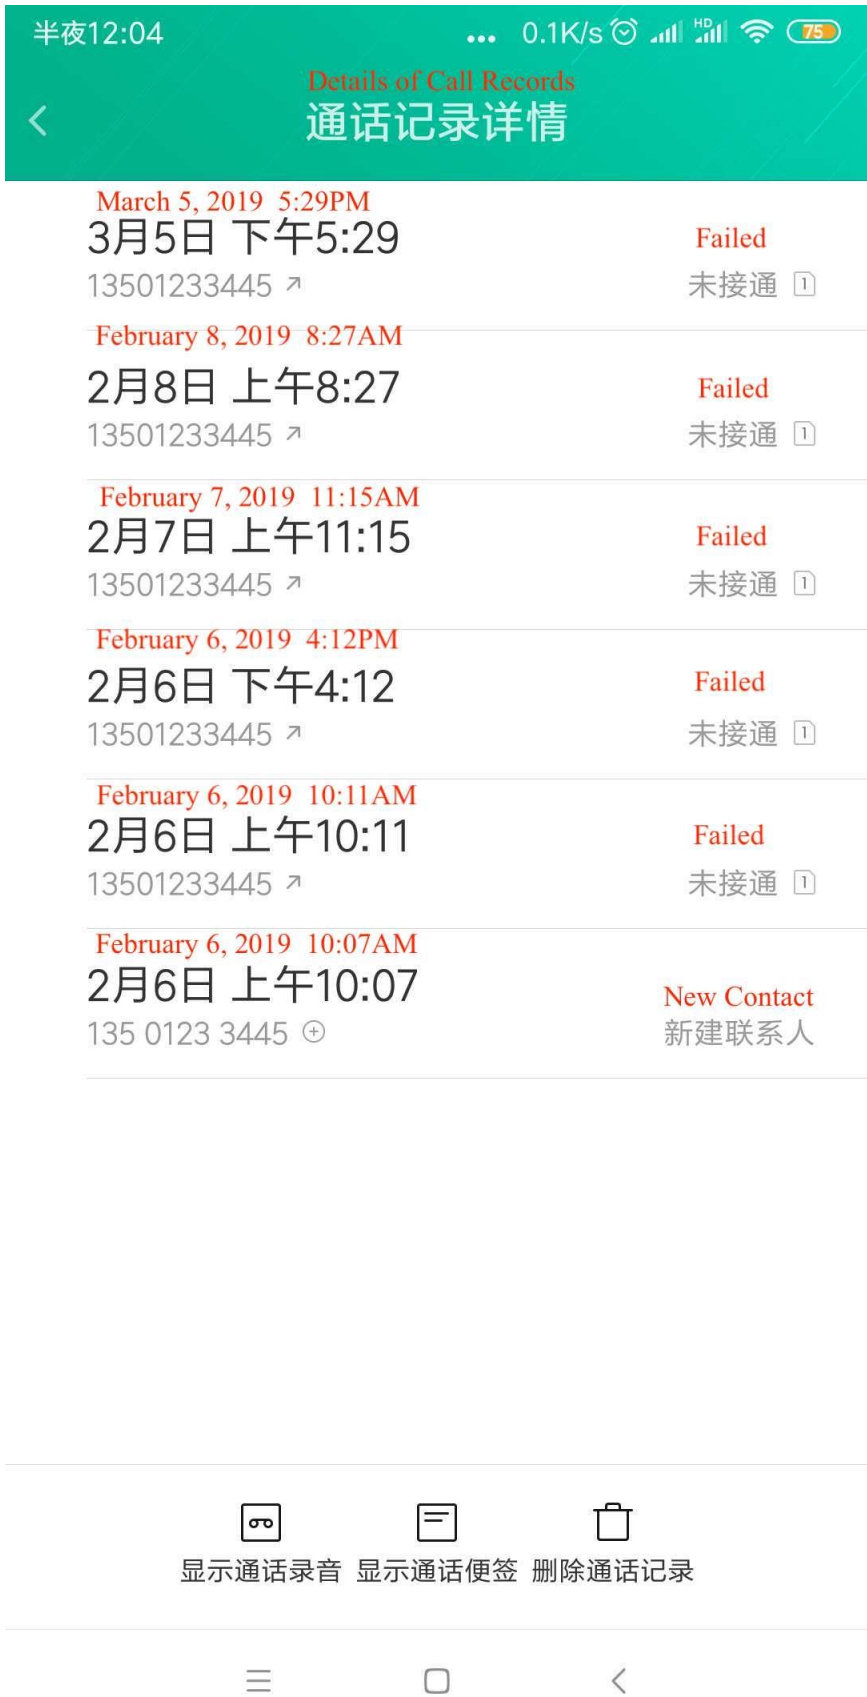 半夜12:04 ... 0.1K/s HD 75
Details of Call Records
通话记录详情
March 5, 2019 5:29PM
3月5日 下午5:29
Failed
13501233445
未接通 1
February 8, 2019 8:27AM
2月8日 上午8:27
Failed
13501233445
未接通 1
February 7, 2019 11:15AM
2月7日 上午11:15
Failed
13501233445
未接通 1
February 6, 2019 4:12PM
2月6日 下午4:12
Failed
13501233445
未接通 1
February 6, 2019 10:11AM
2月6日 上午10:11
Failed
13501233445
未接通 1
February 6, 2019 10:07AM
2月6日 上午10:07
New Contact
135 0123 3445
新建联系人
显示通话录音 显示通话便签 删除通话记录